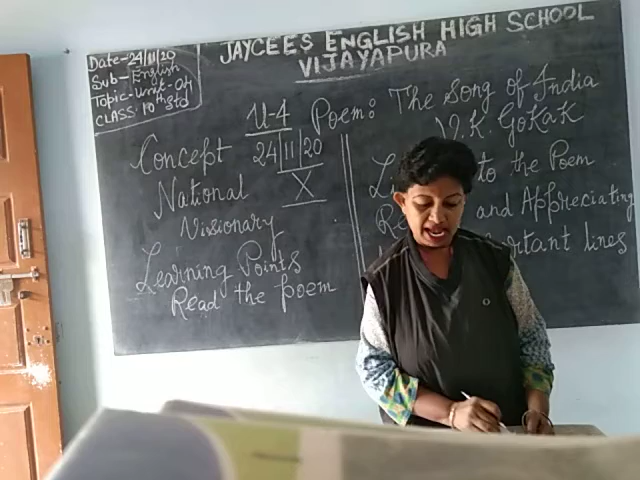 Date-24/11/20
Sub-English
Topic-Unit-04
CLASS-10th Std
JAYCEES ENGLISH HIGH SCHOOL
VIJAYAPURA
U-4 Poem: The Song of India
24/11/20
X
V.K. GoKaK
Concept
National
Visionary
Learning Points
Read the Poem
to the Poem
and Appreciating
lines